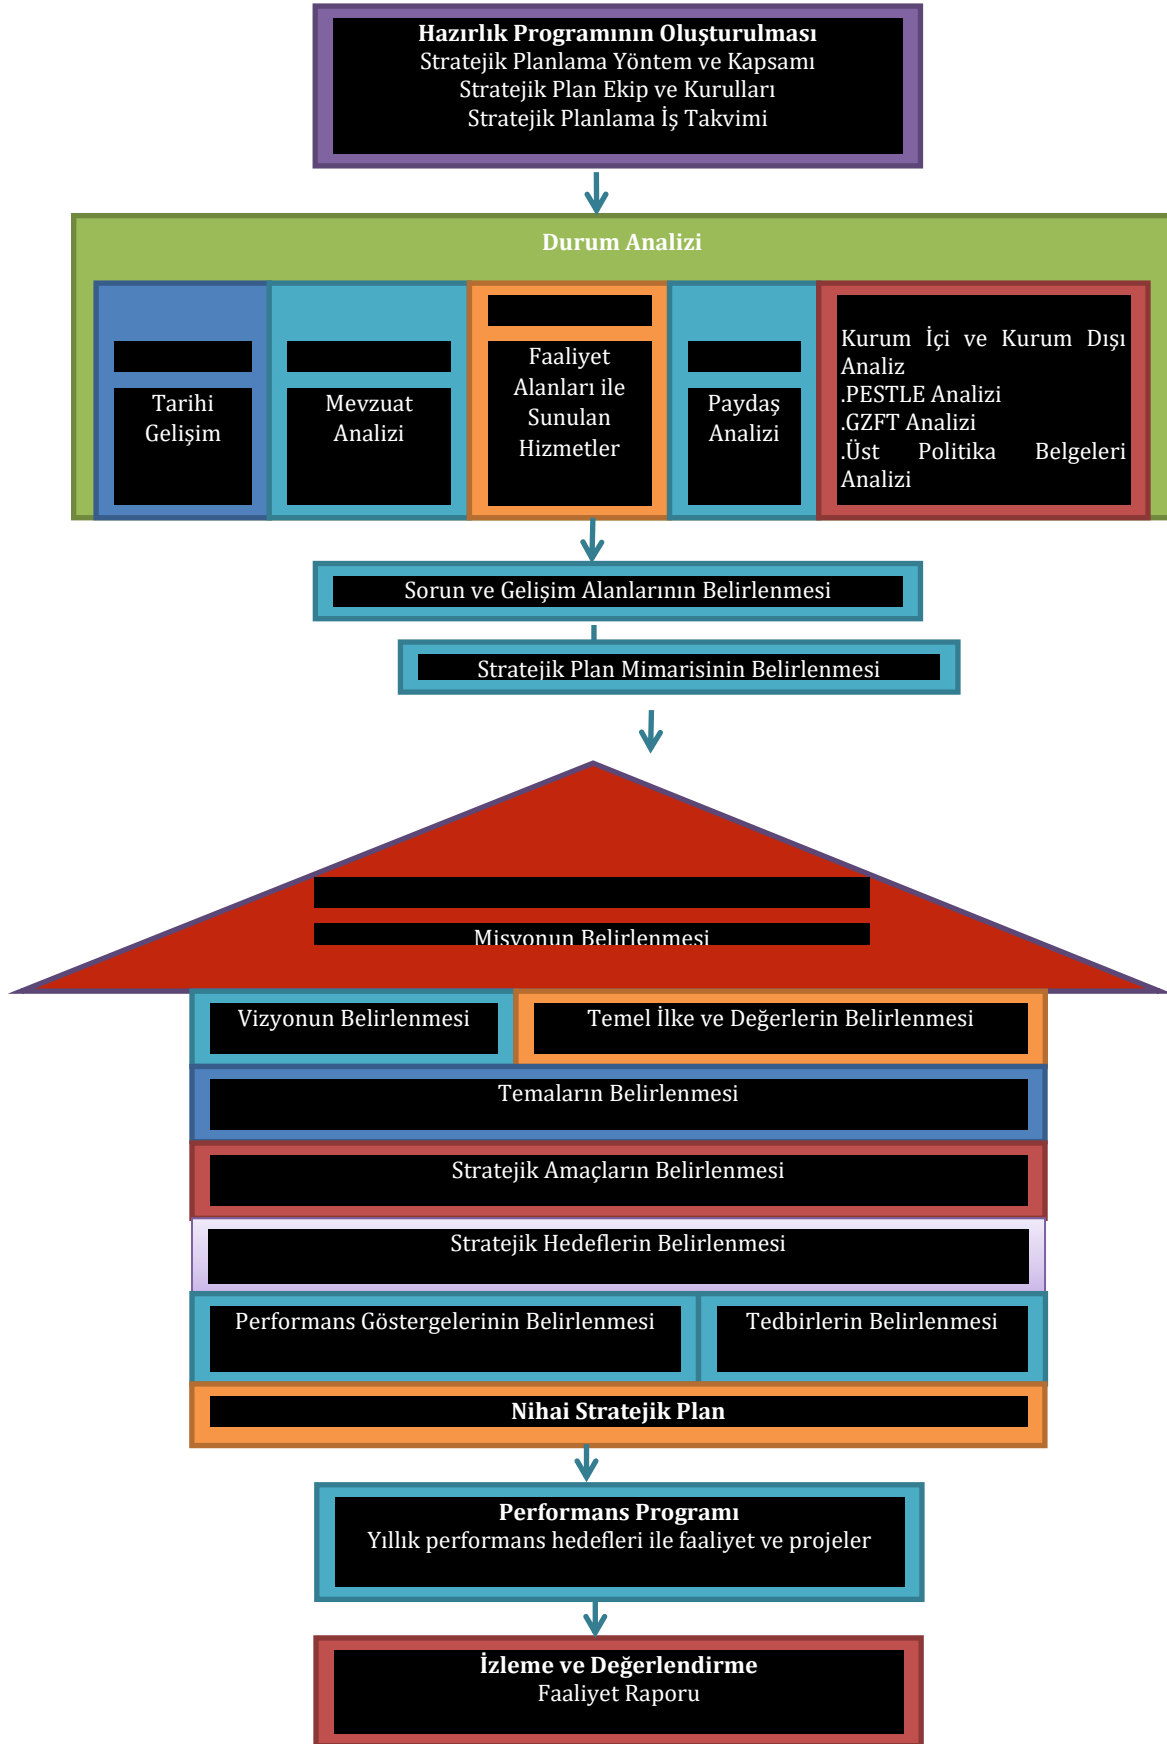 Hazırlık Programının Oluşturulması
Stratejik Planlama Yöntem ve Kapsamı
Stratejik Plan Ekip ve Kurulları
Stratejik Planlama İş Takvimi
Durum Analizi
Tarihi
Gelişim
Mevzuat
Analizi
Faaliyet
Alanları ile
Sunulan
Hizmetler
Paydaş
Analizi
Kurum İçi ve Kurum Dışı
Analiz
.PESTLE Analizi
.GZFT Analizi
.Üst Politika Belgeleri
Analizi
Sorun ve Gelişim Alanlarının Belirlenmesi
Stratejik Plan Mimarisinin Belirlenmesi
Misyonun Belirlenmesi
Vizyonun Belirlenmesi
Temel İlke ve Değerlerin Belirlenmesi
Temaların Belirlenmesi
Stratejik Amaçların Belirlenmesi
Stratejik Hedeflerin Belirlenmesi
Performans Göstergelerinin Belirlenmesi
Tedbirlerin Belirlenmesi
Nihai Stratejik Plan
Performans Programı
Yıllık performans hedefleri ile faaliyet ve projeler
İzleme ve Değerlendirme
Faaliyet Raporu